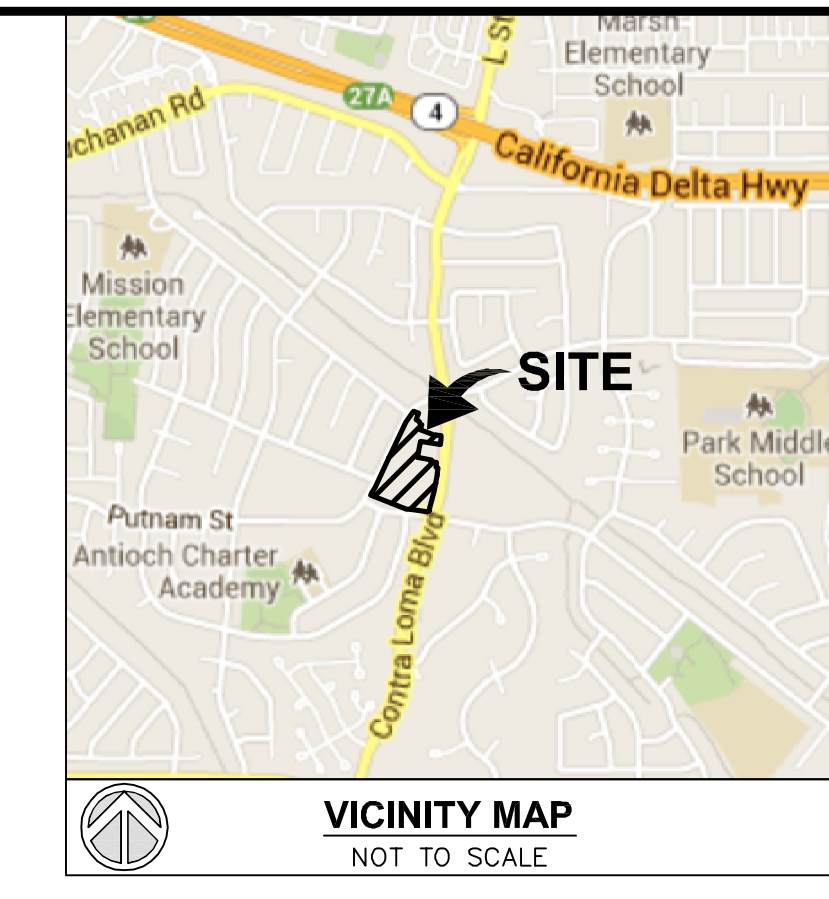 L St
Marsh
Elementary
School
27A
4
California Delta Hwy
chanan Rd
Mission
Elementary
School
SITE
Park Middle
School
Putnam St
Antioch Charter
Academy
Contra Loma Blvd
VICINITY MAP
NOT TO SCALE